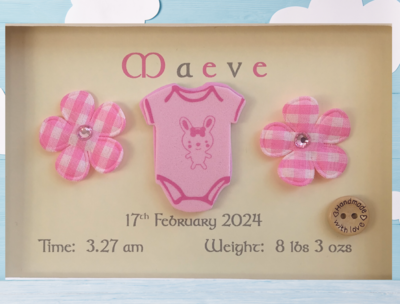 Maeve
17th February 2024
Time: 3.27 am Weight: 8 lbs 3 ozs
Handmade
with love